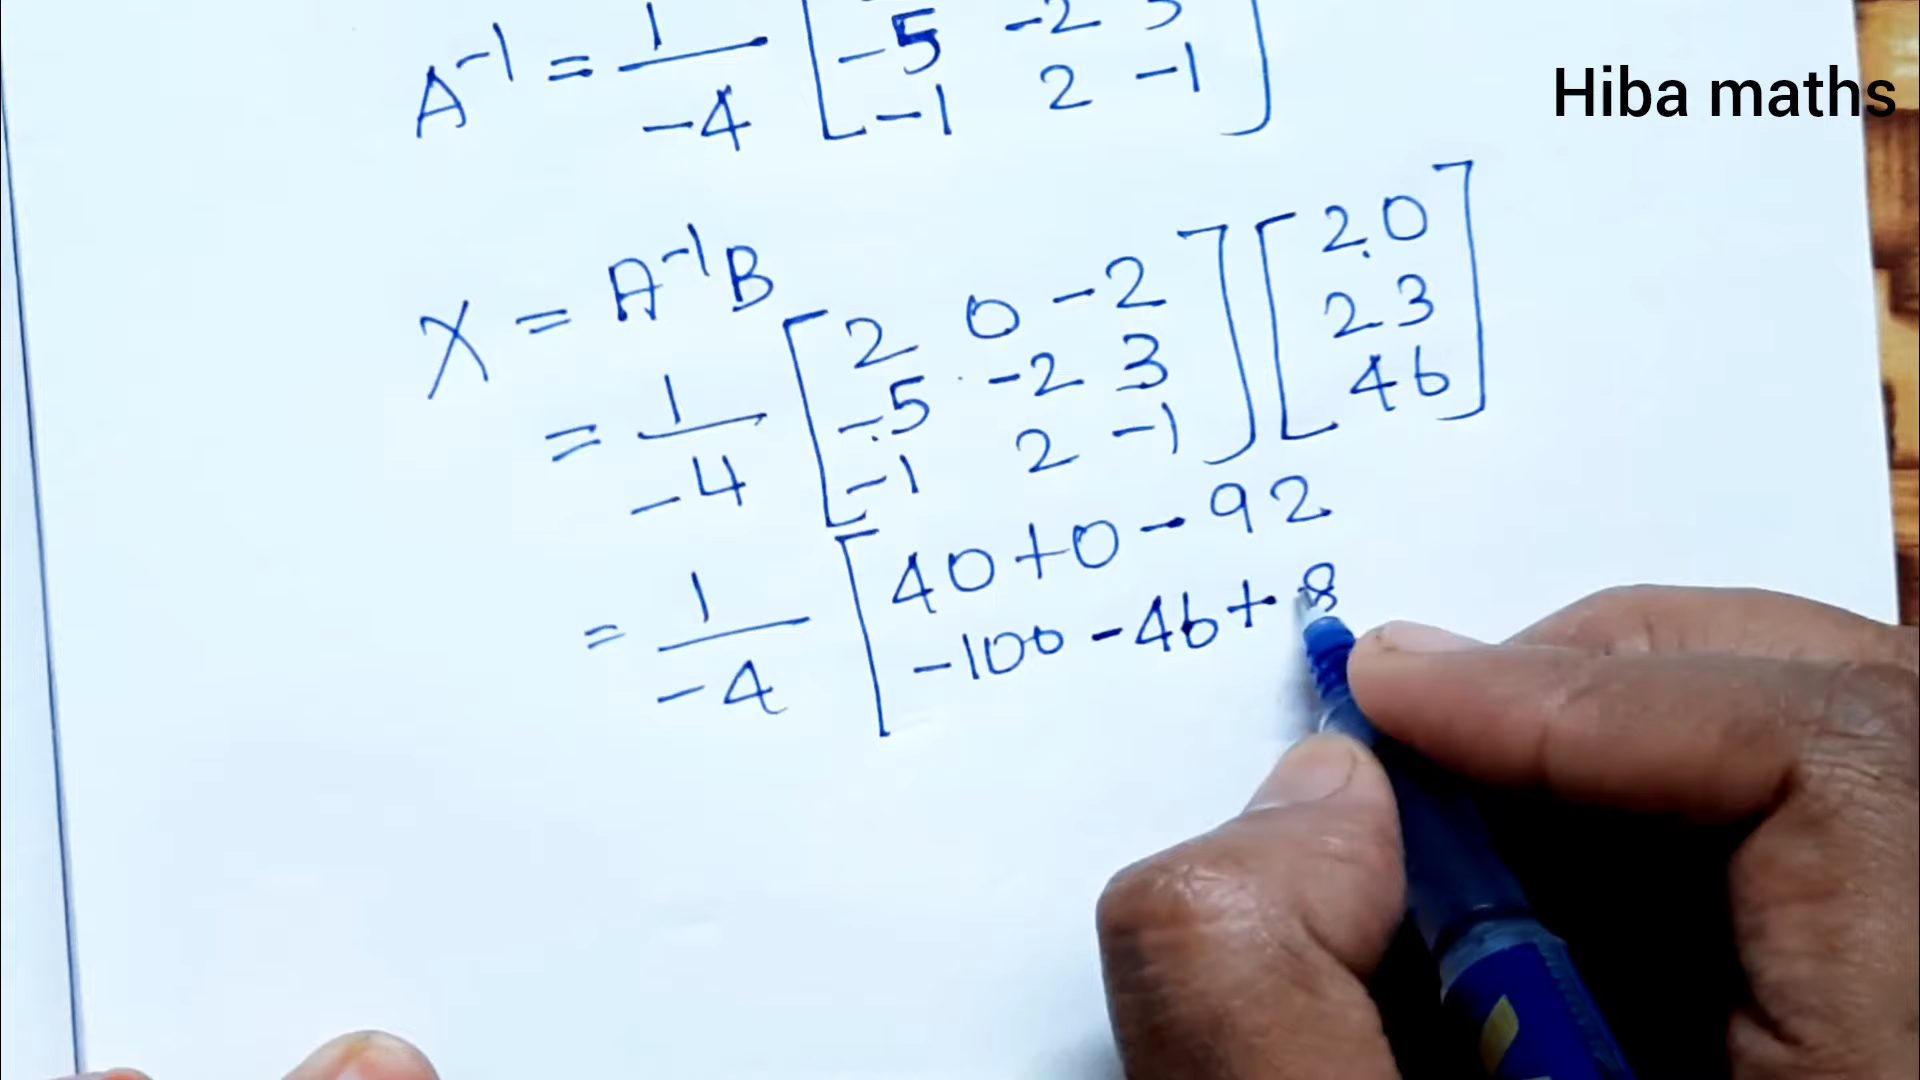 A⁻¹ = 1/-4 [ -5 -2 3
-1 2 -1 ]
Hiba maths
X = A⁻¹B
= 1/-4 [ 2 0 -2
-5 -2 3
-1 2 -1 ] [ 20
23
46 ]
= 1/-4 [ 40+0-92
-100-46+